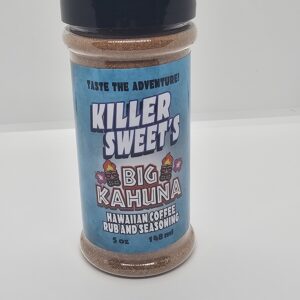 TASTE THE ADVENTURE!
KILLER
SWEET'S
BIG
KAHUNA
HAWAIIAN COFFEE
RUB AND SEASONING
5 oz 148 ml